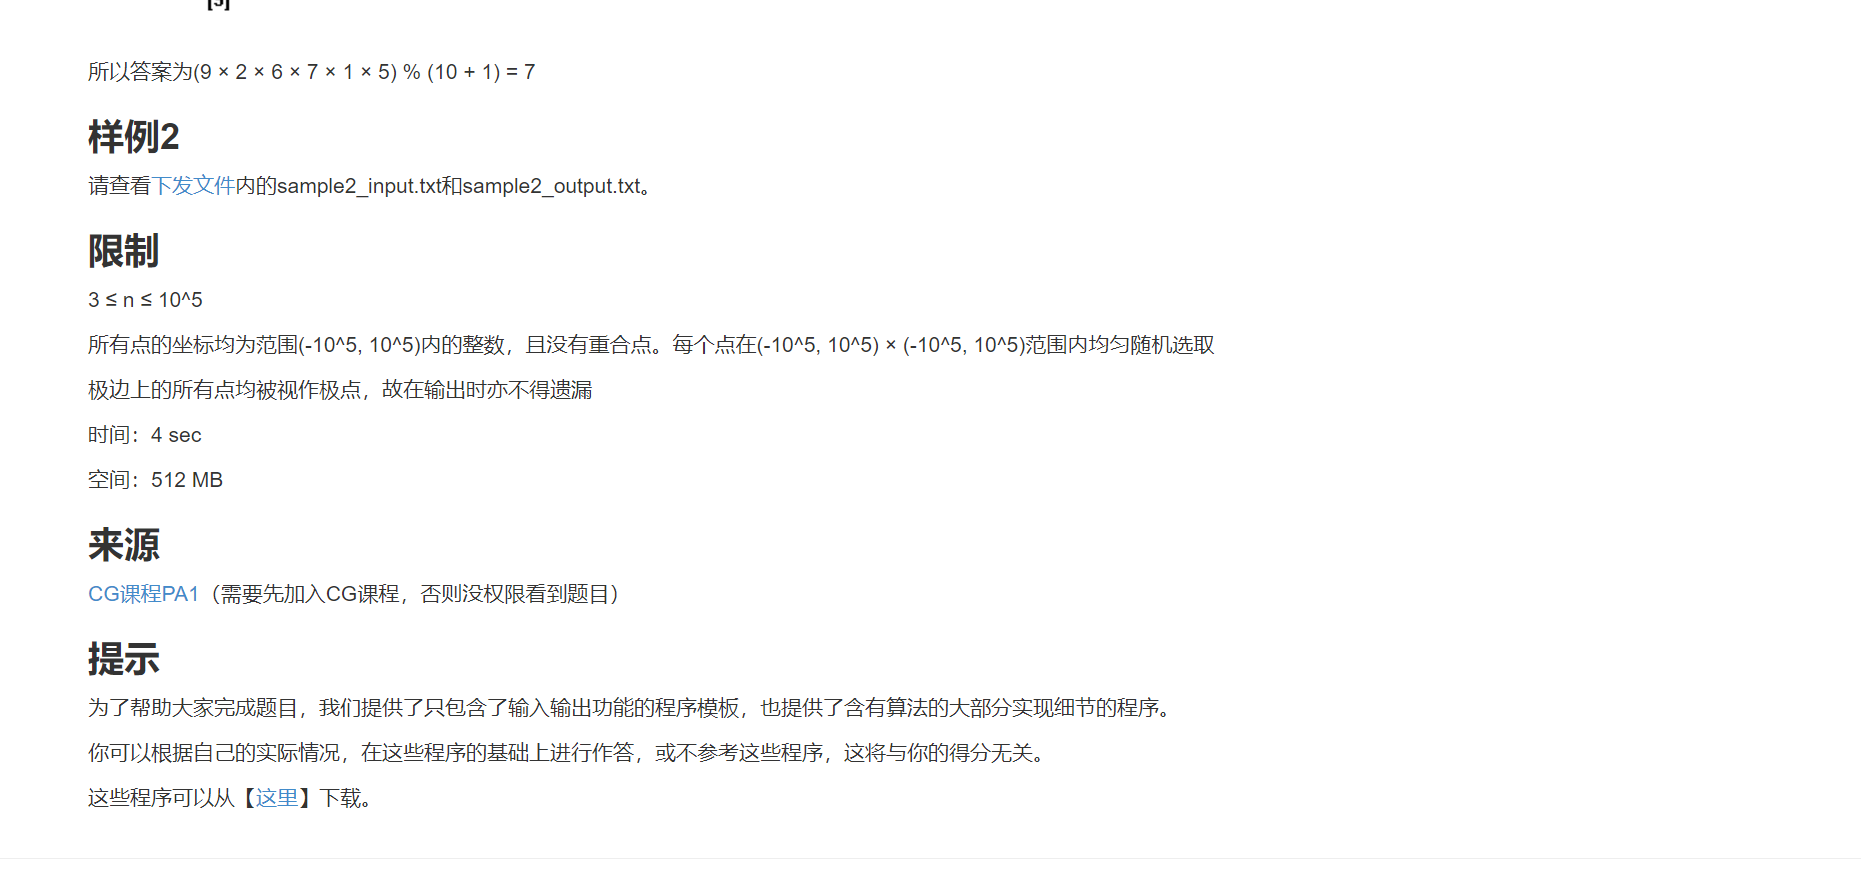 [5]
所以答案为(9 × 2 × 6 × 7 × 1 × 5) % (10 + 1) = 7
样例2
请查看下发文件内的sample2_input.txt和sample2_output.txt。
限制
3 ≤ n ≤ 10^5
所有点的坐标均为范围(-10^5, 10^5)内的整数，且没有重合点。每个点在(-10^5, 10^5) × (-10^5, 10^5)范围内均匀随机选取
极边上的所有点均被视作极点，故在输出时亦不得遗漏
时间：4 sec
空间：512 MB
来源
CG课程PA1（需要先加入CG课程，否则没权限看到题目）
提示
为了帮助大家完成题目，我们提供了只包含了输入输出功能的程序模板，也提供了含有算法的大部分实现细节的程序。
你可以根据自己的实际情况，在这些程序的基础上进行作答，或不参考这些程序，这将与你的得分无关。
这些程序可以从【这里】下载。